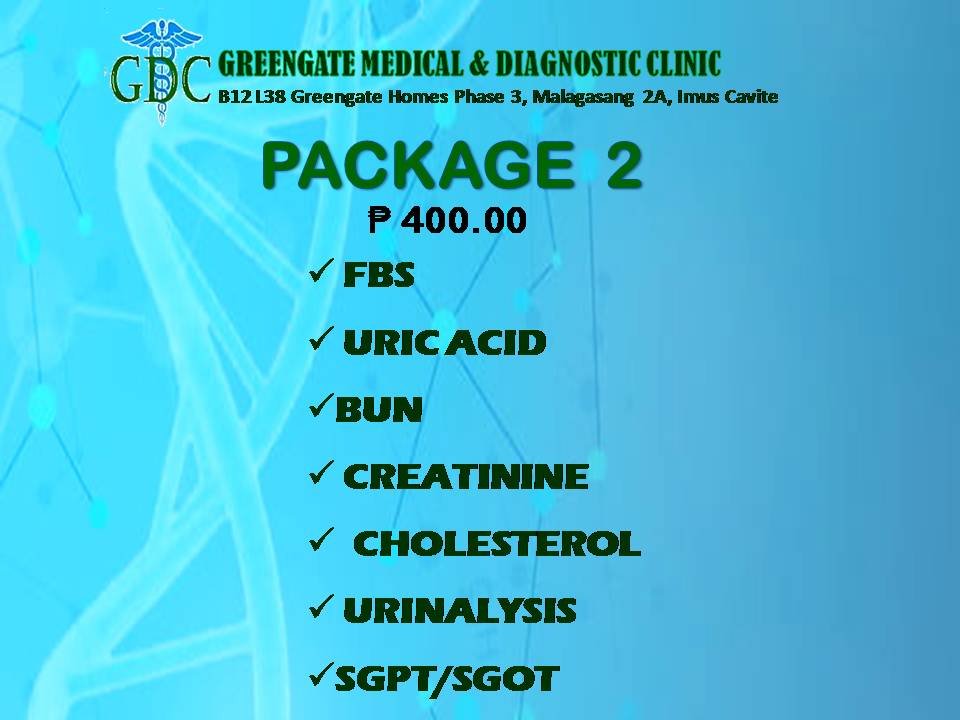 GDC GREENGATE MEDICAL & DIAGNOSTIC CLINIC
B12 L38 Greengate Homes Phase 3, Malagasang 2A, Imus Cavite
PACKAGE 2
₱ 400.00
✓ FBS
✓ URIC ACID
✓ BUN
✓ CREATININE
✓ CHOLESTEROL
✓ URINALYSIS
✓ SGPT/SGOT